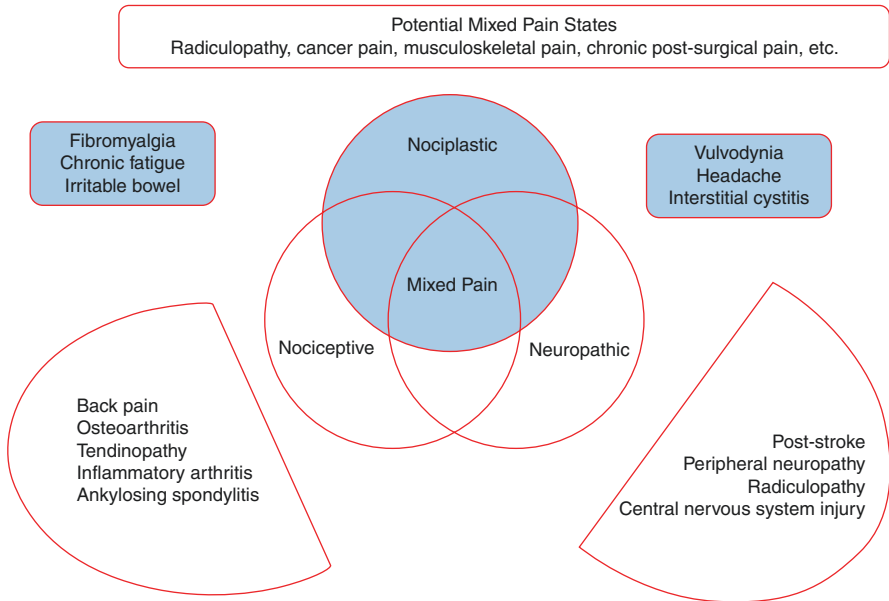 Potential Mixed Pain States
Radiculopathy, cancer pain, musculoskeletal pain, chronic post-surgical pain, etc.
Fibromyalgia
Chronic fatigue
Irritable bowel
Nociplastic
Vulvodynia
Headache
Interstitial cystitis
Mixed Pain
Nociceptive
Neuropathic
Back pain
Osteoarthritis
Tendinopathy
Inflammatory arthritis
Ankylosing spondylitis
Post-stroke
Peripheral neuropathy
Radiculopathy
Central nervous system injury